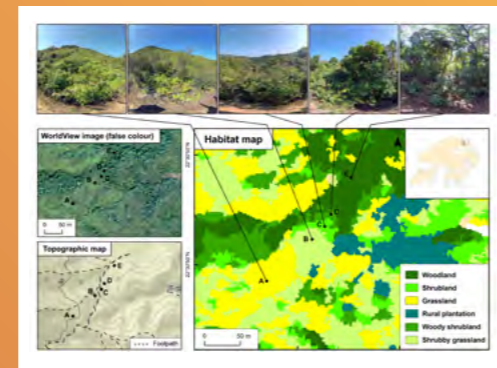 WorldView image (false colour)
Habitat map
A
B
C
0 50 m
Topographic map
A
B
C
D
E
Footpath
A
B
C
0 50 m
Woodland
Shrubland
Grassland
Rural plantation
Woody shrubland
Shrubby grassland